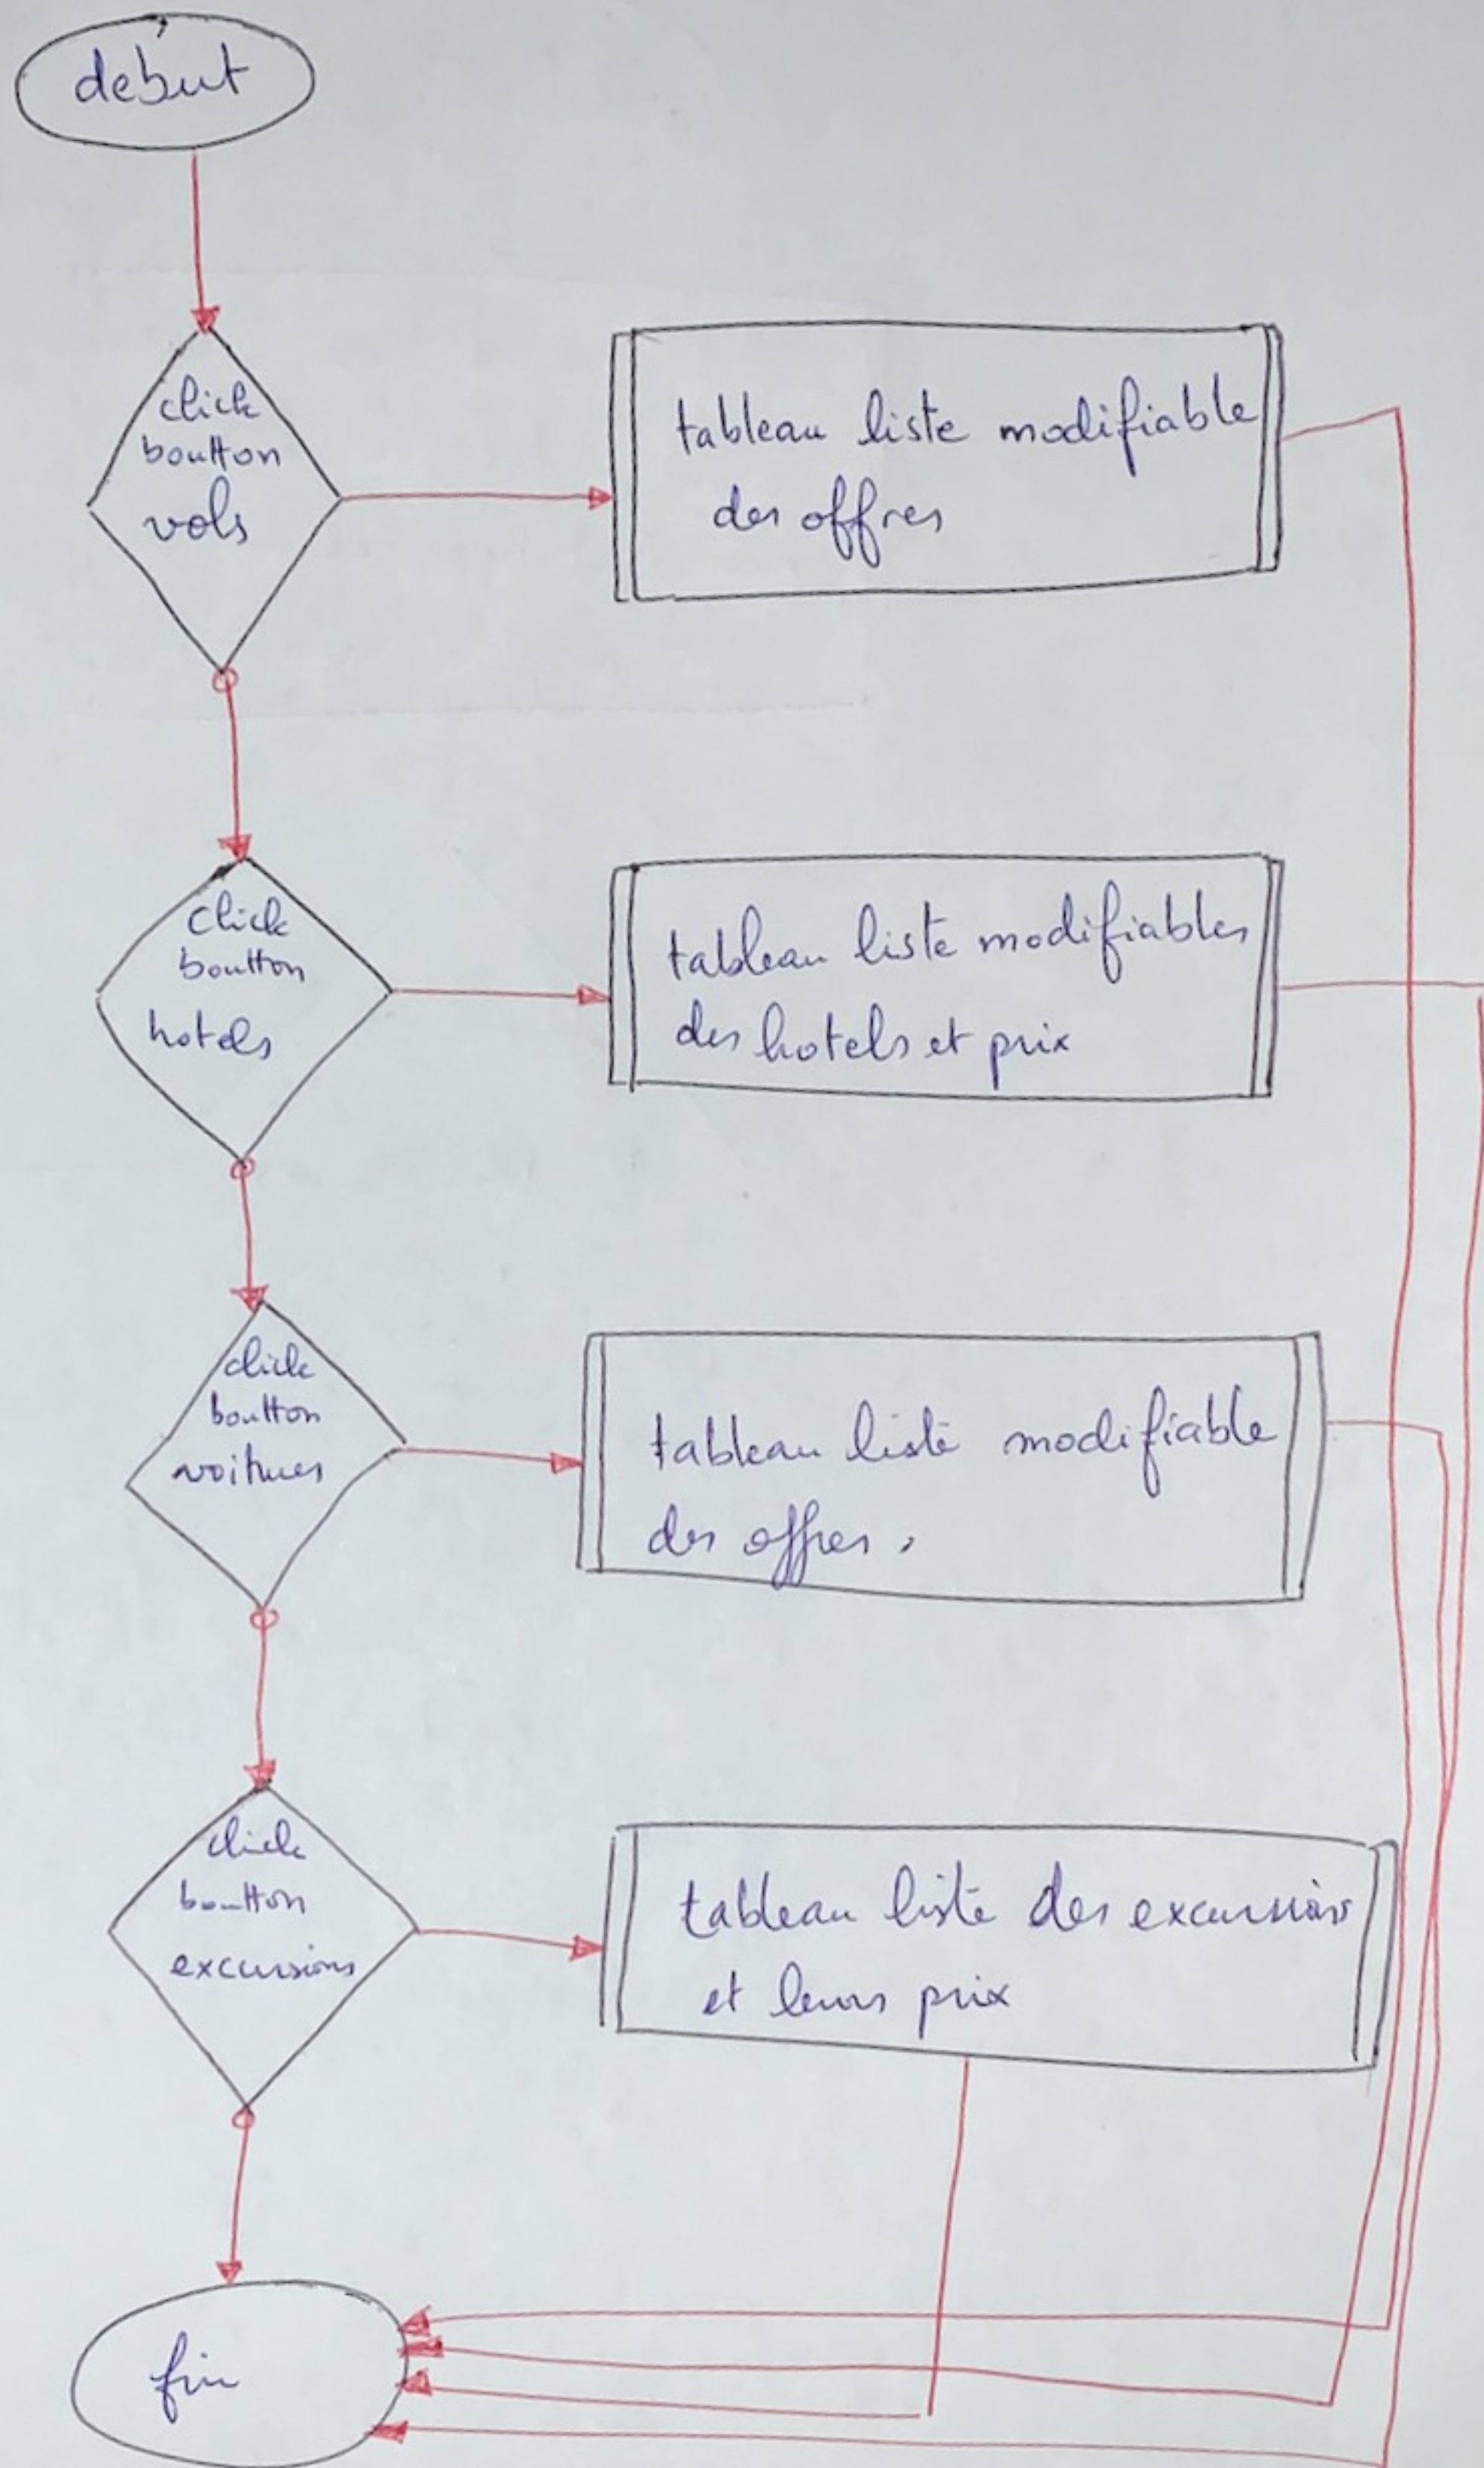 debut
click
boutton
vols
tableau liste modifiable
des offres
click
boutton
hotels
tableau liste modifiables
des hotels et prix
click
boutton
voitures
tableau liste modifiable
des offres .
click
boutton
excursions
tableau liste des excursions
et leurs prix
fin